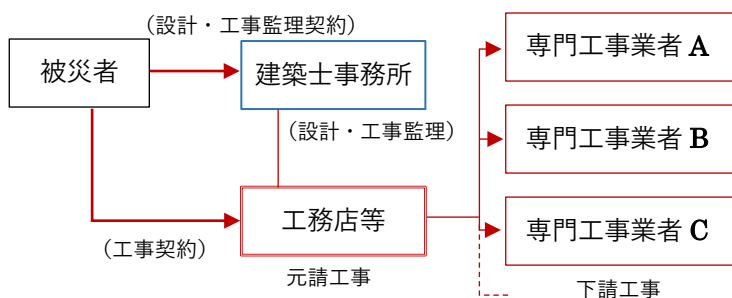 （設計・工事監理契約）
被災者
建築士事務所
専門工事業者 A
（設計・工事監理）
専門工事業者 B
工務店等
専門工事業者 C
（工事契約）
元請工事
下請工事